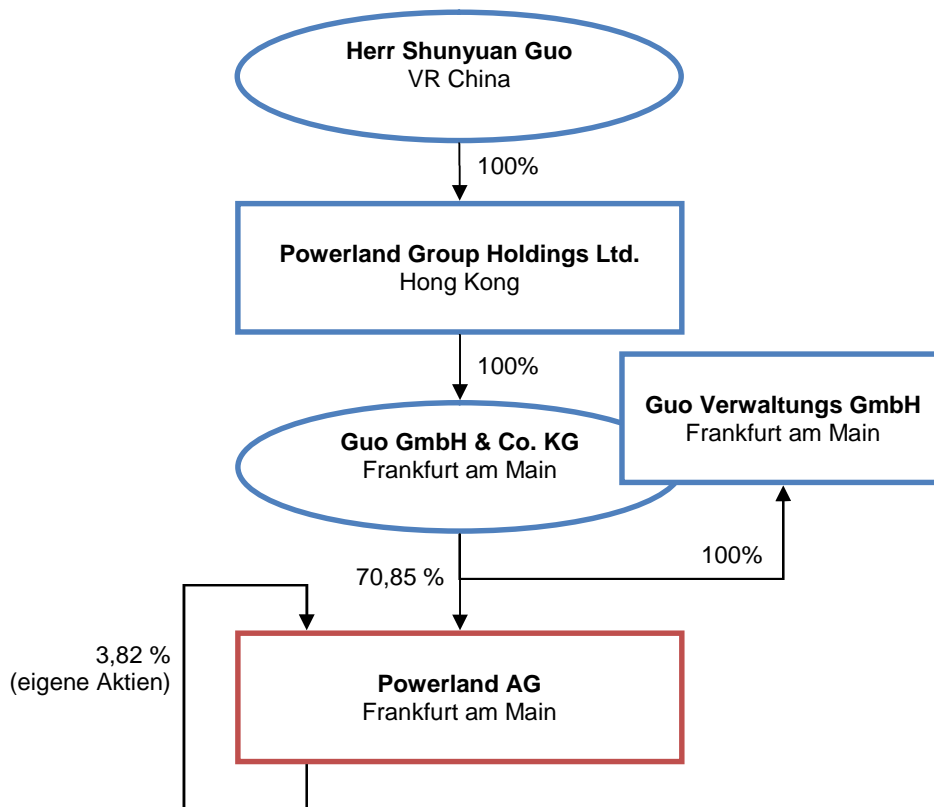 Herr Shunyuan Guo
VR China
100%
Powerland Group Holdings Ltd.
Hong Kong
100%
Guo Verwaltungs GmbH
Frankfurt am Main
Guo GmbH & Co. KG
Frankfurt am Main
100%
70,85 %
3,82 %
(eigene Aktien)
Powerland AG
Frankfurt am Main